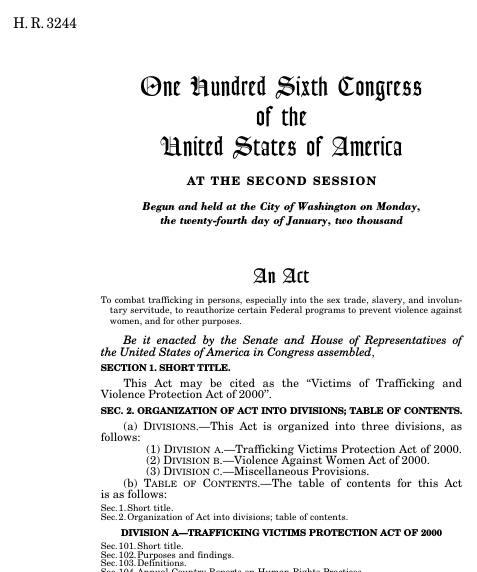 H. R. 3244
One Hundred Sixth Congress
of the
United States of America
AT THE SECOND SESSION
Begun and held at the City of Washington on Monday,
the twenty-fourth day of January, two thousand
An Act
To combat trafficking in persons, especially into the sex trade, slavery, and involun-
tary servitude, to reauthorize certain Federal programs to prevent violence against
women, and for other purposes.
Be it enacted by the Senate and House of Representatives of
the United States of America in Congress assembled,
SECTION 1. SHORT TITLE.
This Act may be cited as the “Victims of Trafficking and
Violence Protection Act of 2000”.
SEC. 2. ORGANIZATION OF ACT INTO DIVISIONS; TABLE OF CONTENTS.
(a) DIVISIONS.—This Act is organized into three divisions, as
follows:
(1) DIVISION A.—Trafficking Victims Protection Act of 2000.
(2) DIVISION B.—Violence Against Women Act of 2000.
(3) DIVISION C.—Miscellaneous Provisions.
(b) TABLE OF CONTENTS.—The table of contents for this Act
is as follows:
Sec. 1. Short title.
Sec. 2. Organization of Act into divisions; table of contents.
DIVISION A—TRAFFICKING VICTIMS PROTECTION ACT OF 2000
Sec. 101. Short title.
Sec. 102. Purposes and findings.
Sec. 103. Definitions.
Sec. 104. Annual Country Reports on Human Rights Practices.